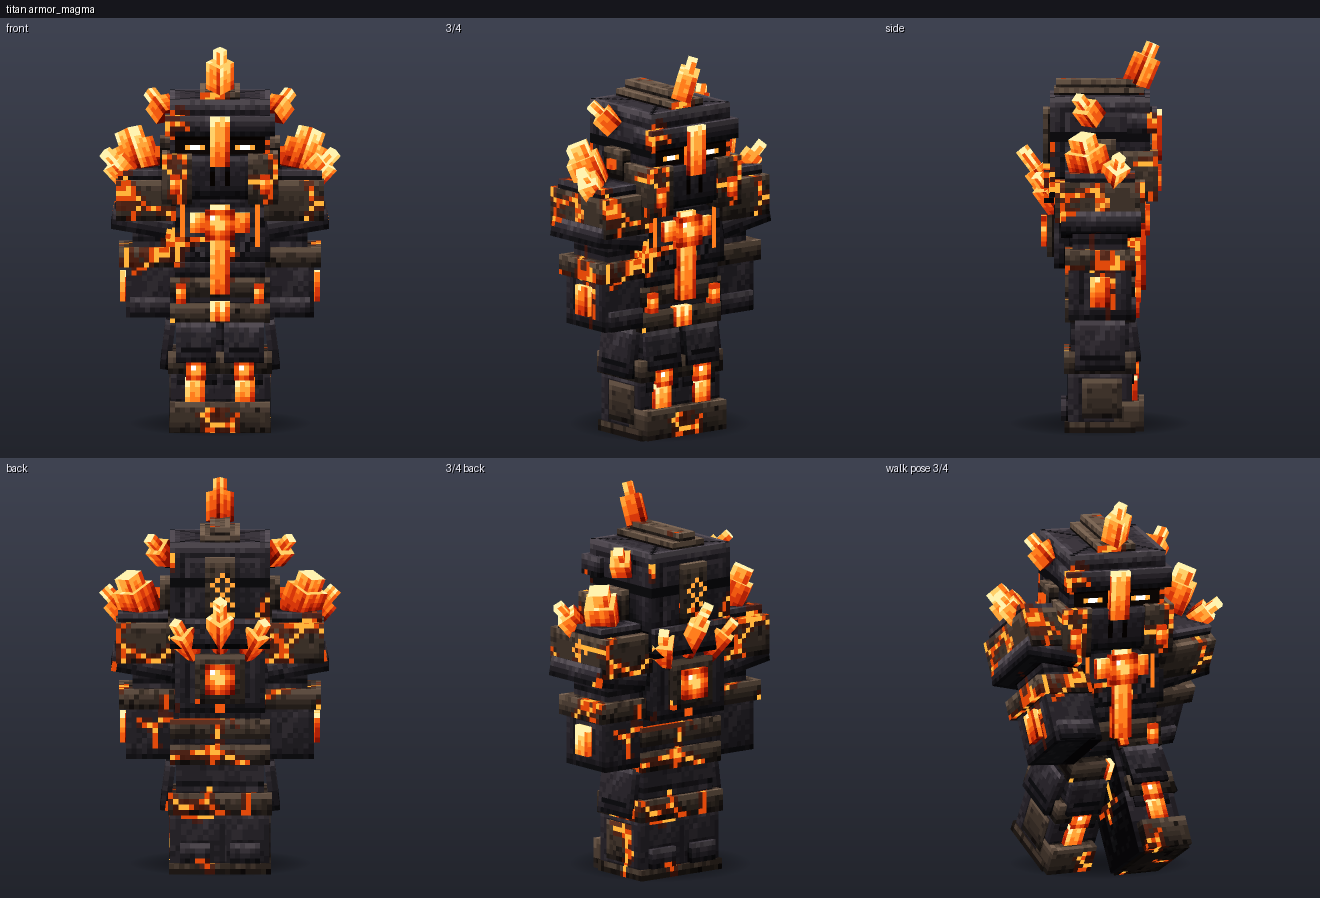 titan armor_magma
front
3/4
side
back
3/4 back
walk pose 3/4